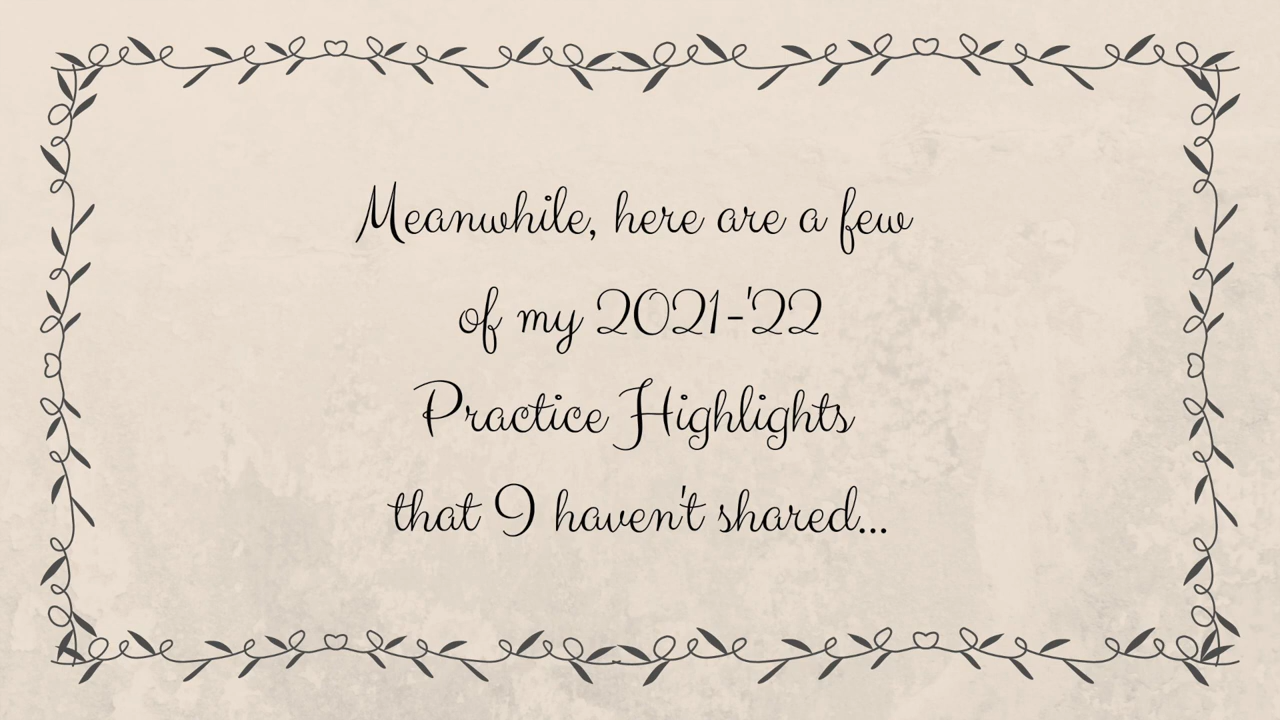 Meanwhile, here are a few
of my 2021-'22
Practice Highlights
that I haven't shared...